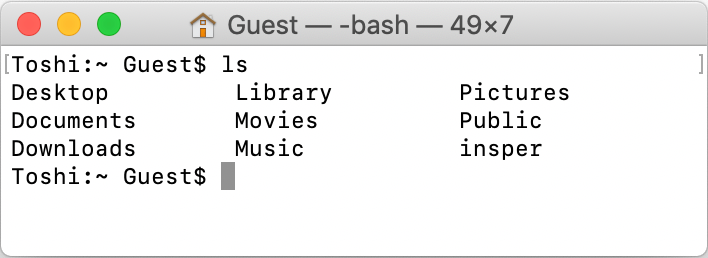 Guest — -bash — 49×7
[Toshi:~ Guest$ ls ]
Desktop Library Pictures
Documents Movies Public
Downloads Music insper
Toshi:~ Guest$